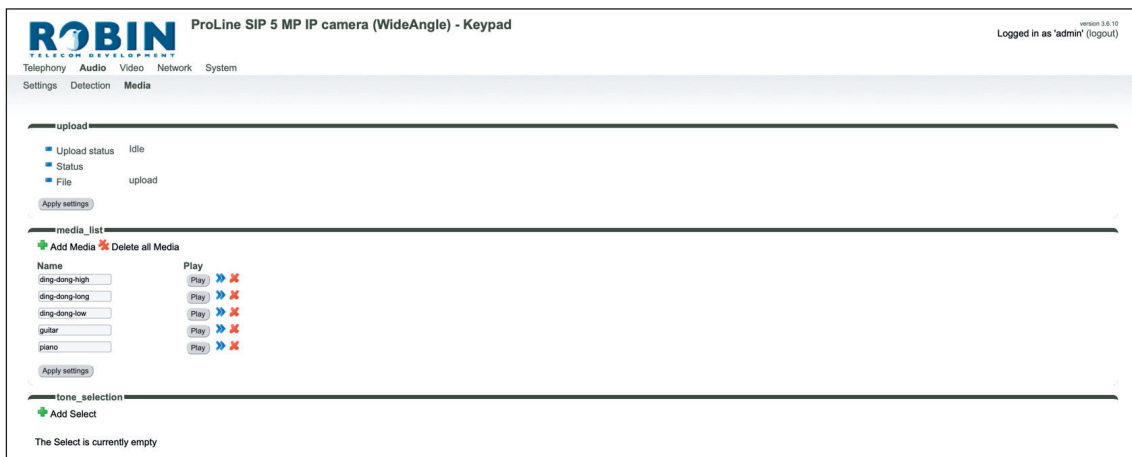 ROBIN
TELECOM DEVELOPMENT
ProLine SIP 5 MP IP camera (WideAngle) - Keypad
version 3.6.10
Logged in as 'admin' (logout)
Telephony Audio Video Network System
Settings Detection Media
upload
Upload status Idle
Status
File upload
Apply settings
media_list
Add Media Delete all Media
Name Play
ding-dong-high Play
ding-dong-long Play
ding-dong-low Play
guitar Play
piano Play
Apply settings
tone_selection
Add Select
The Select is currently empty